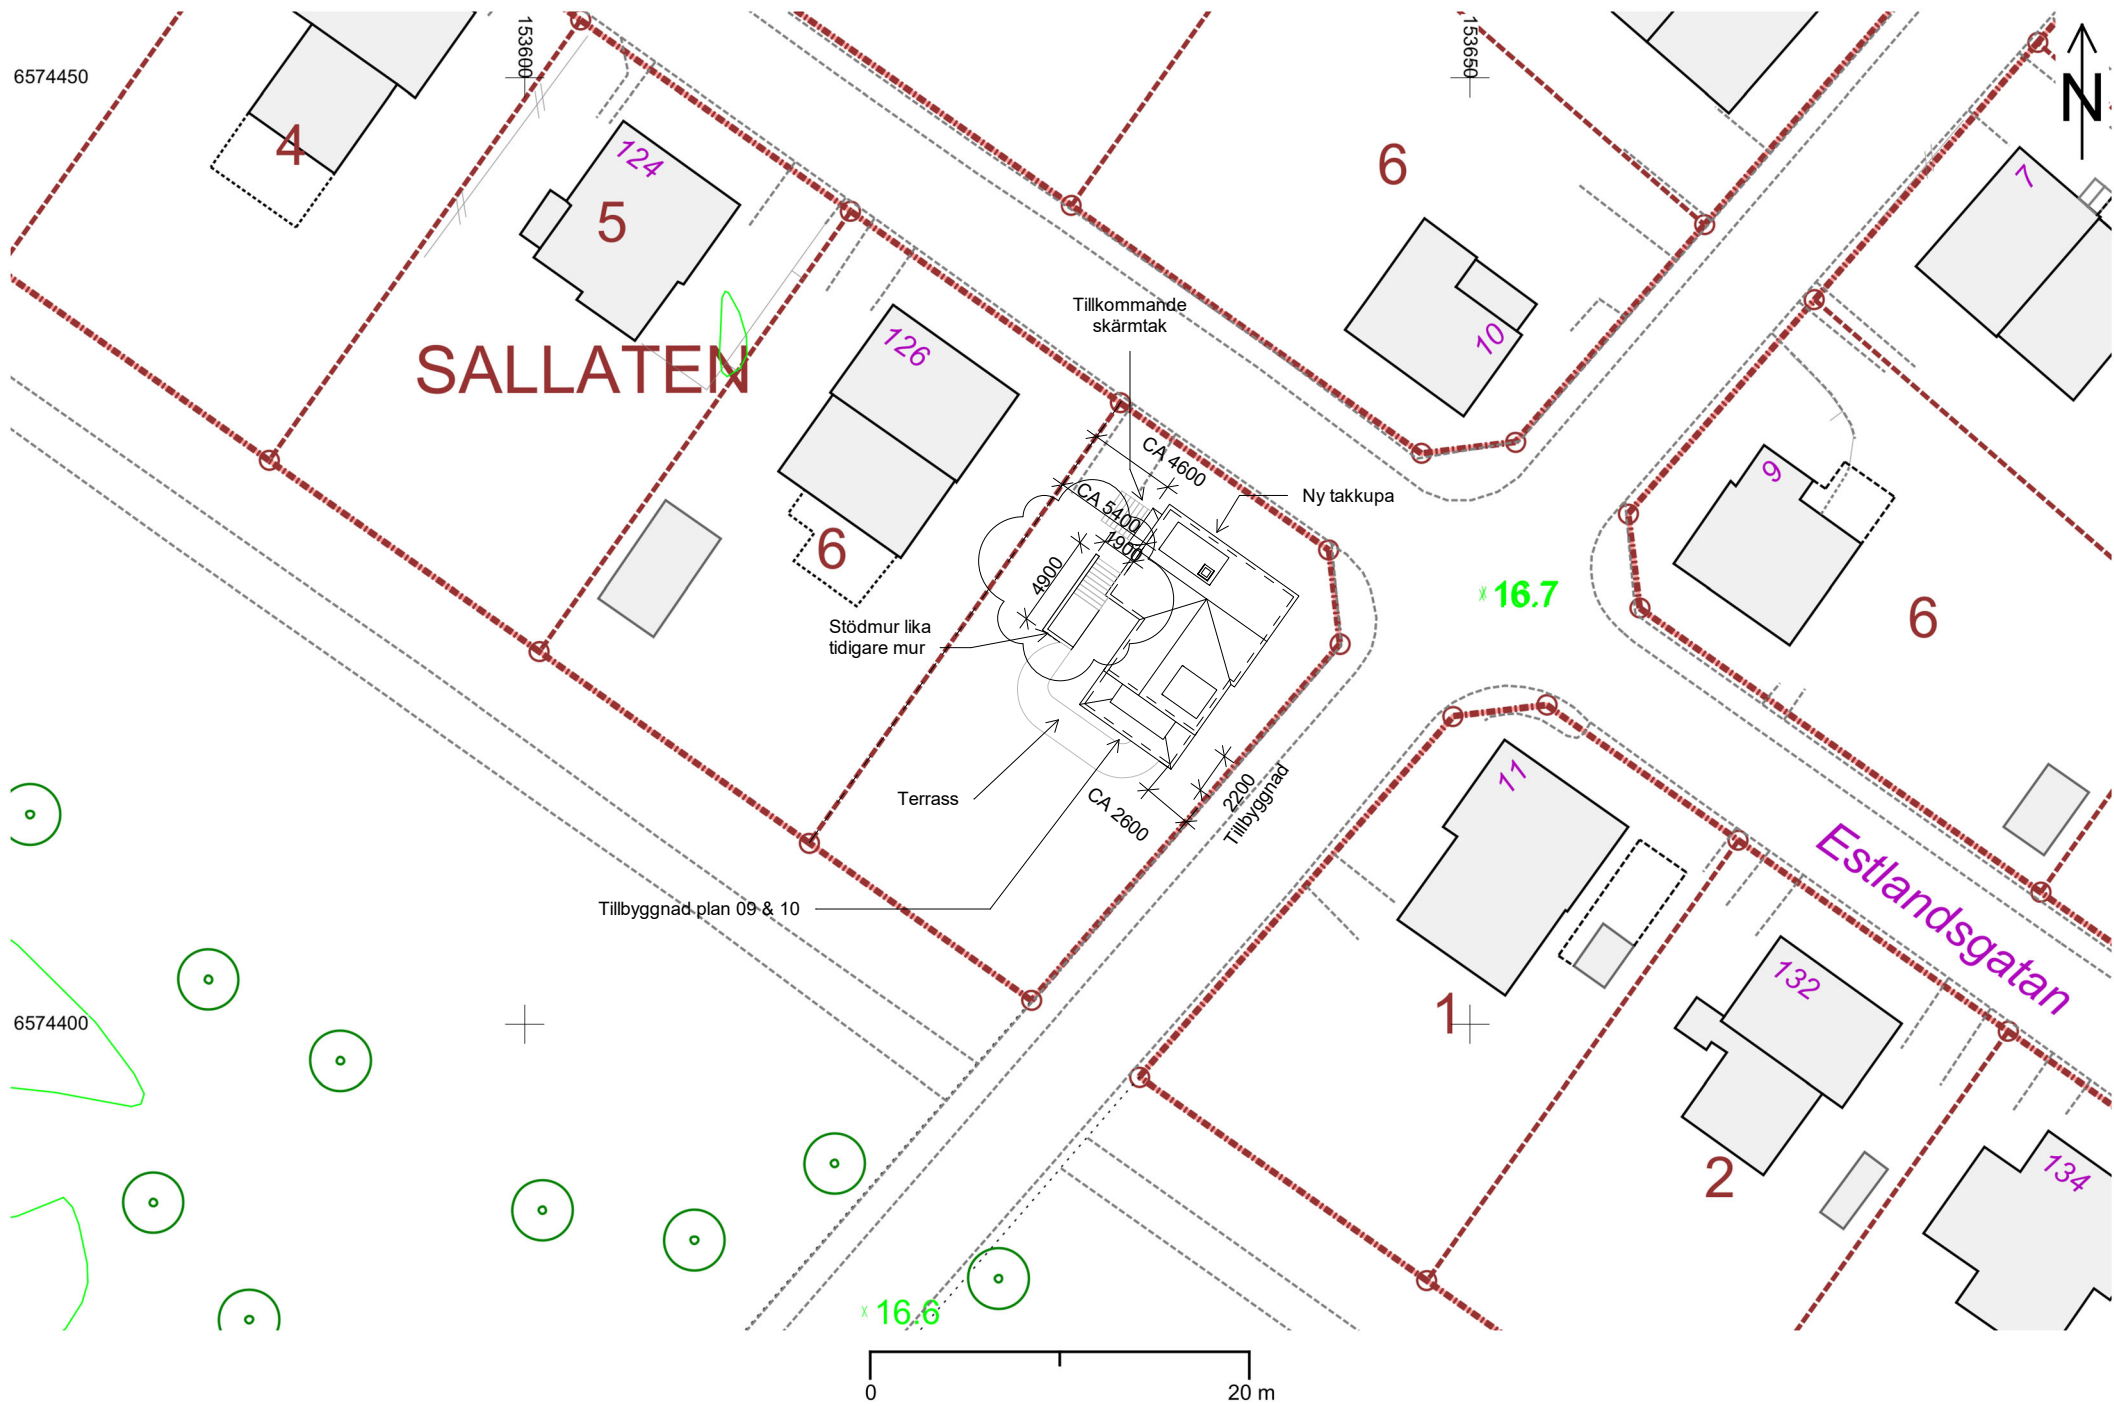 153600
153650
6574450
N
4
124
5
6
7
10
SALLATEN
126
Tillkommande
skärmtak
CA 4600
Ny takkupa
CA 5400
1900
4900
9
6
16.7
6
Stödmur lika
tidigare mur
Terrass
CA 2600
2200
Tillbyggnad
11
Tillbyggnad plan 09 & 10
Estlandsgatan
132
1
6574400
2
134
16.6
0
20 m